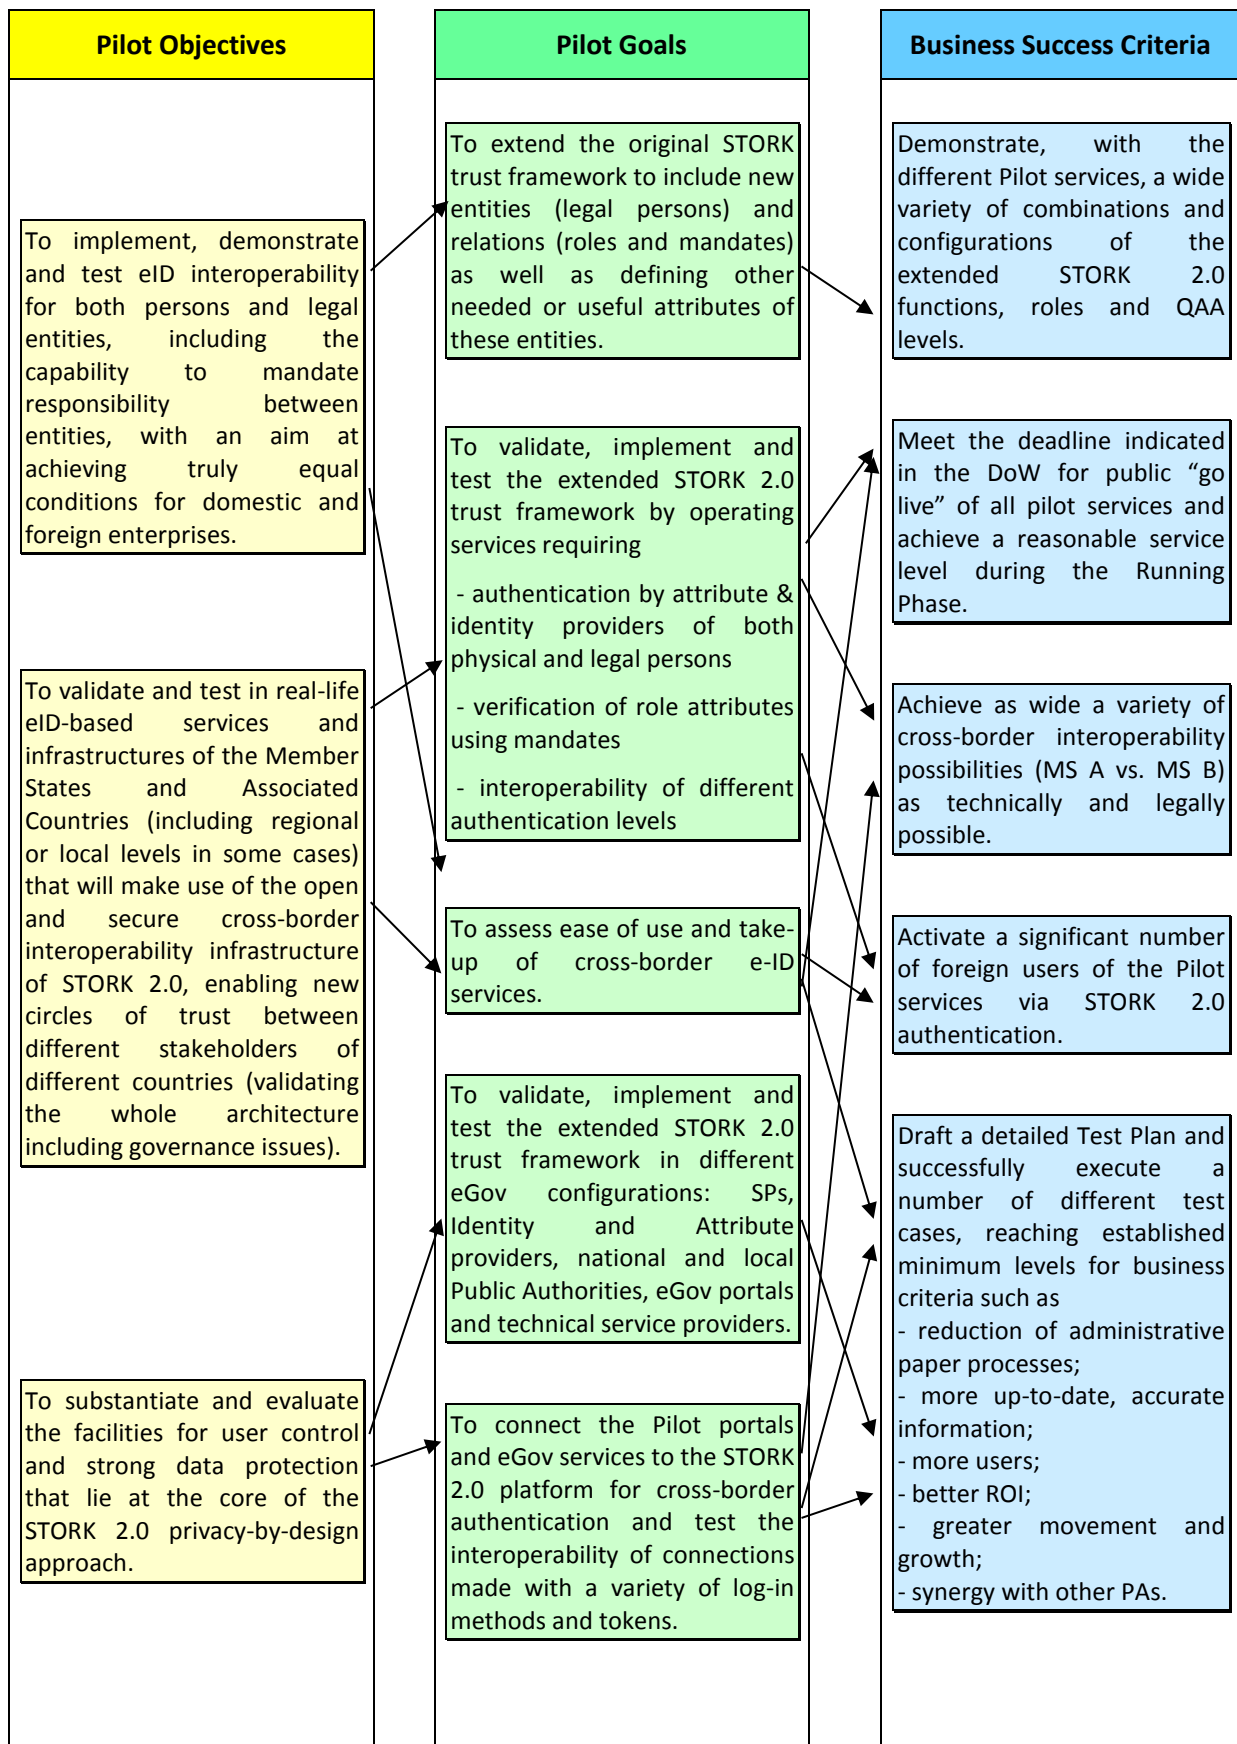 Pilot Objectives
To implement, demonstrate
and test eID interoperability
for both persons and legal
entities, including the
capability to mandate
responsibility between
entities, with an aim at
achieving truly equal
conditions for domestic and
foreign enterprises.
To validate and test in real-life
eID-based services and
infrastructures of the Member
States and Associated
Countries (including regional
or local levels in some cases)
that will make use of the open
and secure cross-border
interoperability infrastructure
of STORK 2.0, enabling new
circles of trust between
different stakeholders of
different countries (validating
the whole architecture
including governance issues).
To substantiate and evaluate
the facilities for user control
and strong data protection
that lie at the core of the
STORK 2.0 privacy-by-design
approach.
Pilot Goals
To extend the original STORK
trust framework to include new
entities (legal persons) and
relations (roles and mandates)
as well as defining other
needed or useful attributes of
these entities.
To validate, implement and
test the extended STORK 2.0
trust framework by operating
services requiring
- authentication by attribute &
identity providers of both
physical and legal persons
- verification of role attributes
using mandates
- interoperability of different
authentication levels
To assess ease of use and take-
up of cross-border e-ID
services.
To validate, implement and
test the extended STORK 2.0
trust framework in different
eGov configurations: SPs,
Identity and Attribute
providers, national and local
Public Authorities, eGov portals
and technical service providers.
To connect the Pilot portals
and eGov services to the STORK
2.0 platform for cross-border
authentication and test the
interoperability of connections
made with a variety of log-in
methods and tokens.
Business Success Criteria
Demonstrate, with the
different Pilot services, a wide
variety of combinations and
configurations of the
extended STORK 2.0
functions, roles and QAA
levels.
Meet the deadline indicated
in the DoW for public “go
live” of all pilot services and
achieve a reasonable service
level during the Running
Phase.
Achieve as wide a variety of
cross-border interoperability
possibilities (MS A vs. MS B)
as technically and legally
possible.
Activate a significant number
of foreign users of the Pilot
services via STORK 2.0
authentication.
Draft a detailed Test Plan and
successfully execute a
number of different test
cases, reaching established
minimum levels for business
criteria such as
- reduction of administrative
paper processes;
- more up-to-date, accurate
information;
- more users;
- better ROI;
- greater movement and
growth;
- synergy with other PAs.